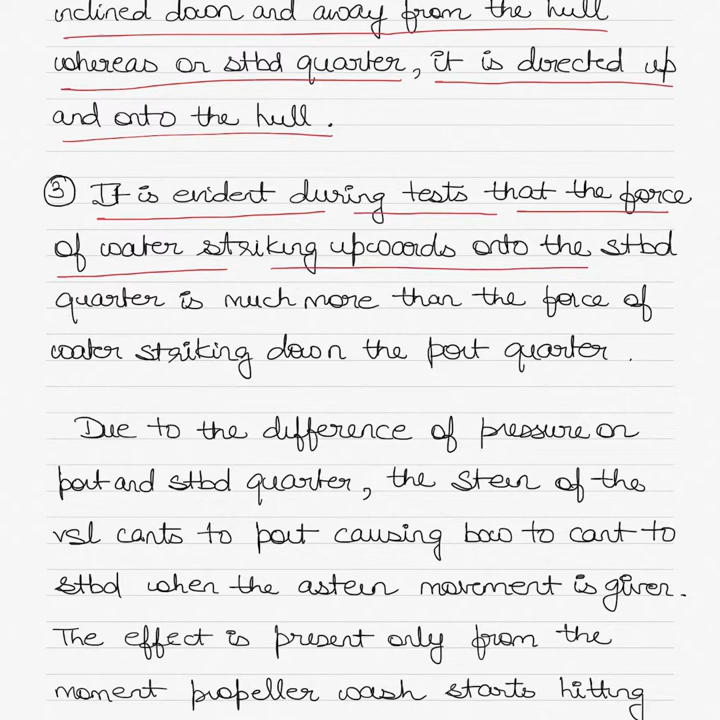 inclined down and away from the hull
whereas on stbd quarter, it is directed up
and onto the hull.
③ It is evident during tests that the force
of water striking upwards onto the stbd
quarter is much more than the force of
water striking down the port quarter.
Due to the difference of pressure on
port and stbd quarter, the stern of the
vsl cants to port causing bow to cant to
stbd when the astern movement is given.
The effect is present only from the
moment propeller wash starts hitting